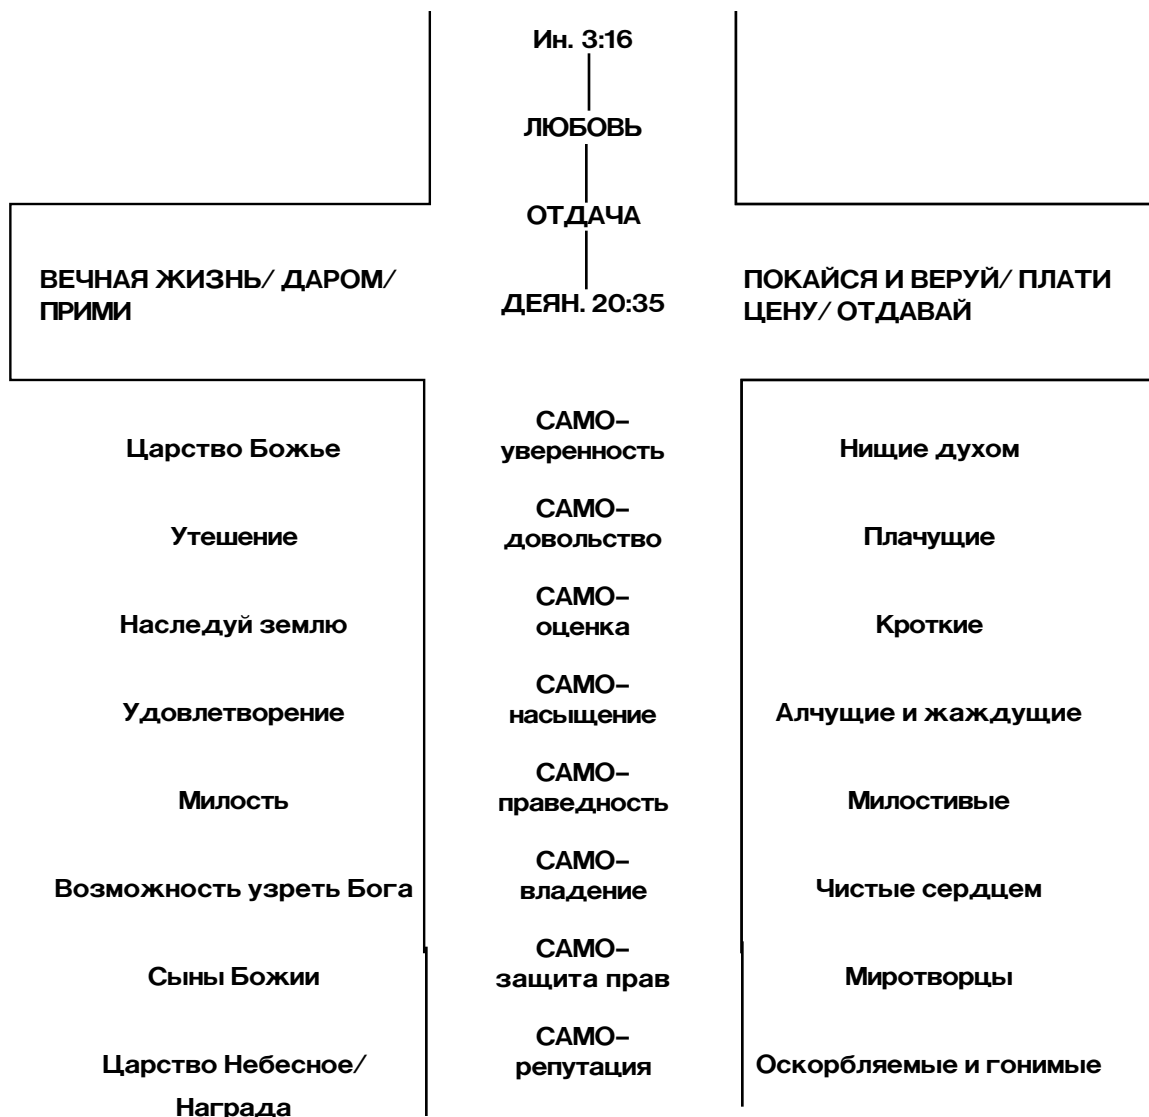 Ин. 3:16
ЛЮБОВЬ
ОТДАЧА
ДЕЯН. 20:35
ВЕЧНАЯ ЖИЗНЬ/ ДАРОМ/
ПРИМИ
ПОКАЙСЯ И ВЕРУЙ/ ПЛАТИ
ЦЕНУ/ ОТДАВАЙ
Царство Божье
САМО–
уверенность
Нищие духом
Утешение
САМО–
довольство
Плачущие
Наследуй землю
САМО–
оценка
Кроткие
Удовлетворение
САМО–
насыщение
Алчущие и жаждущие
Милость
САМО–
праведность
Милостивые
Возможность узреть Бога
САМО–
владение
Чистые сердцем
Сыны Божии
САМО–
защита прав
Миротворцы
Царство Небесное/
Награда
САМО–
репутация
Оскорбляемые и гонимые